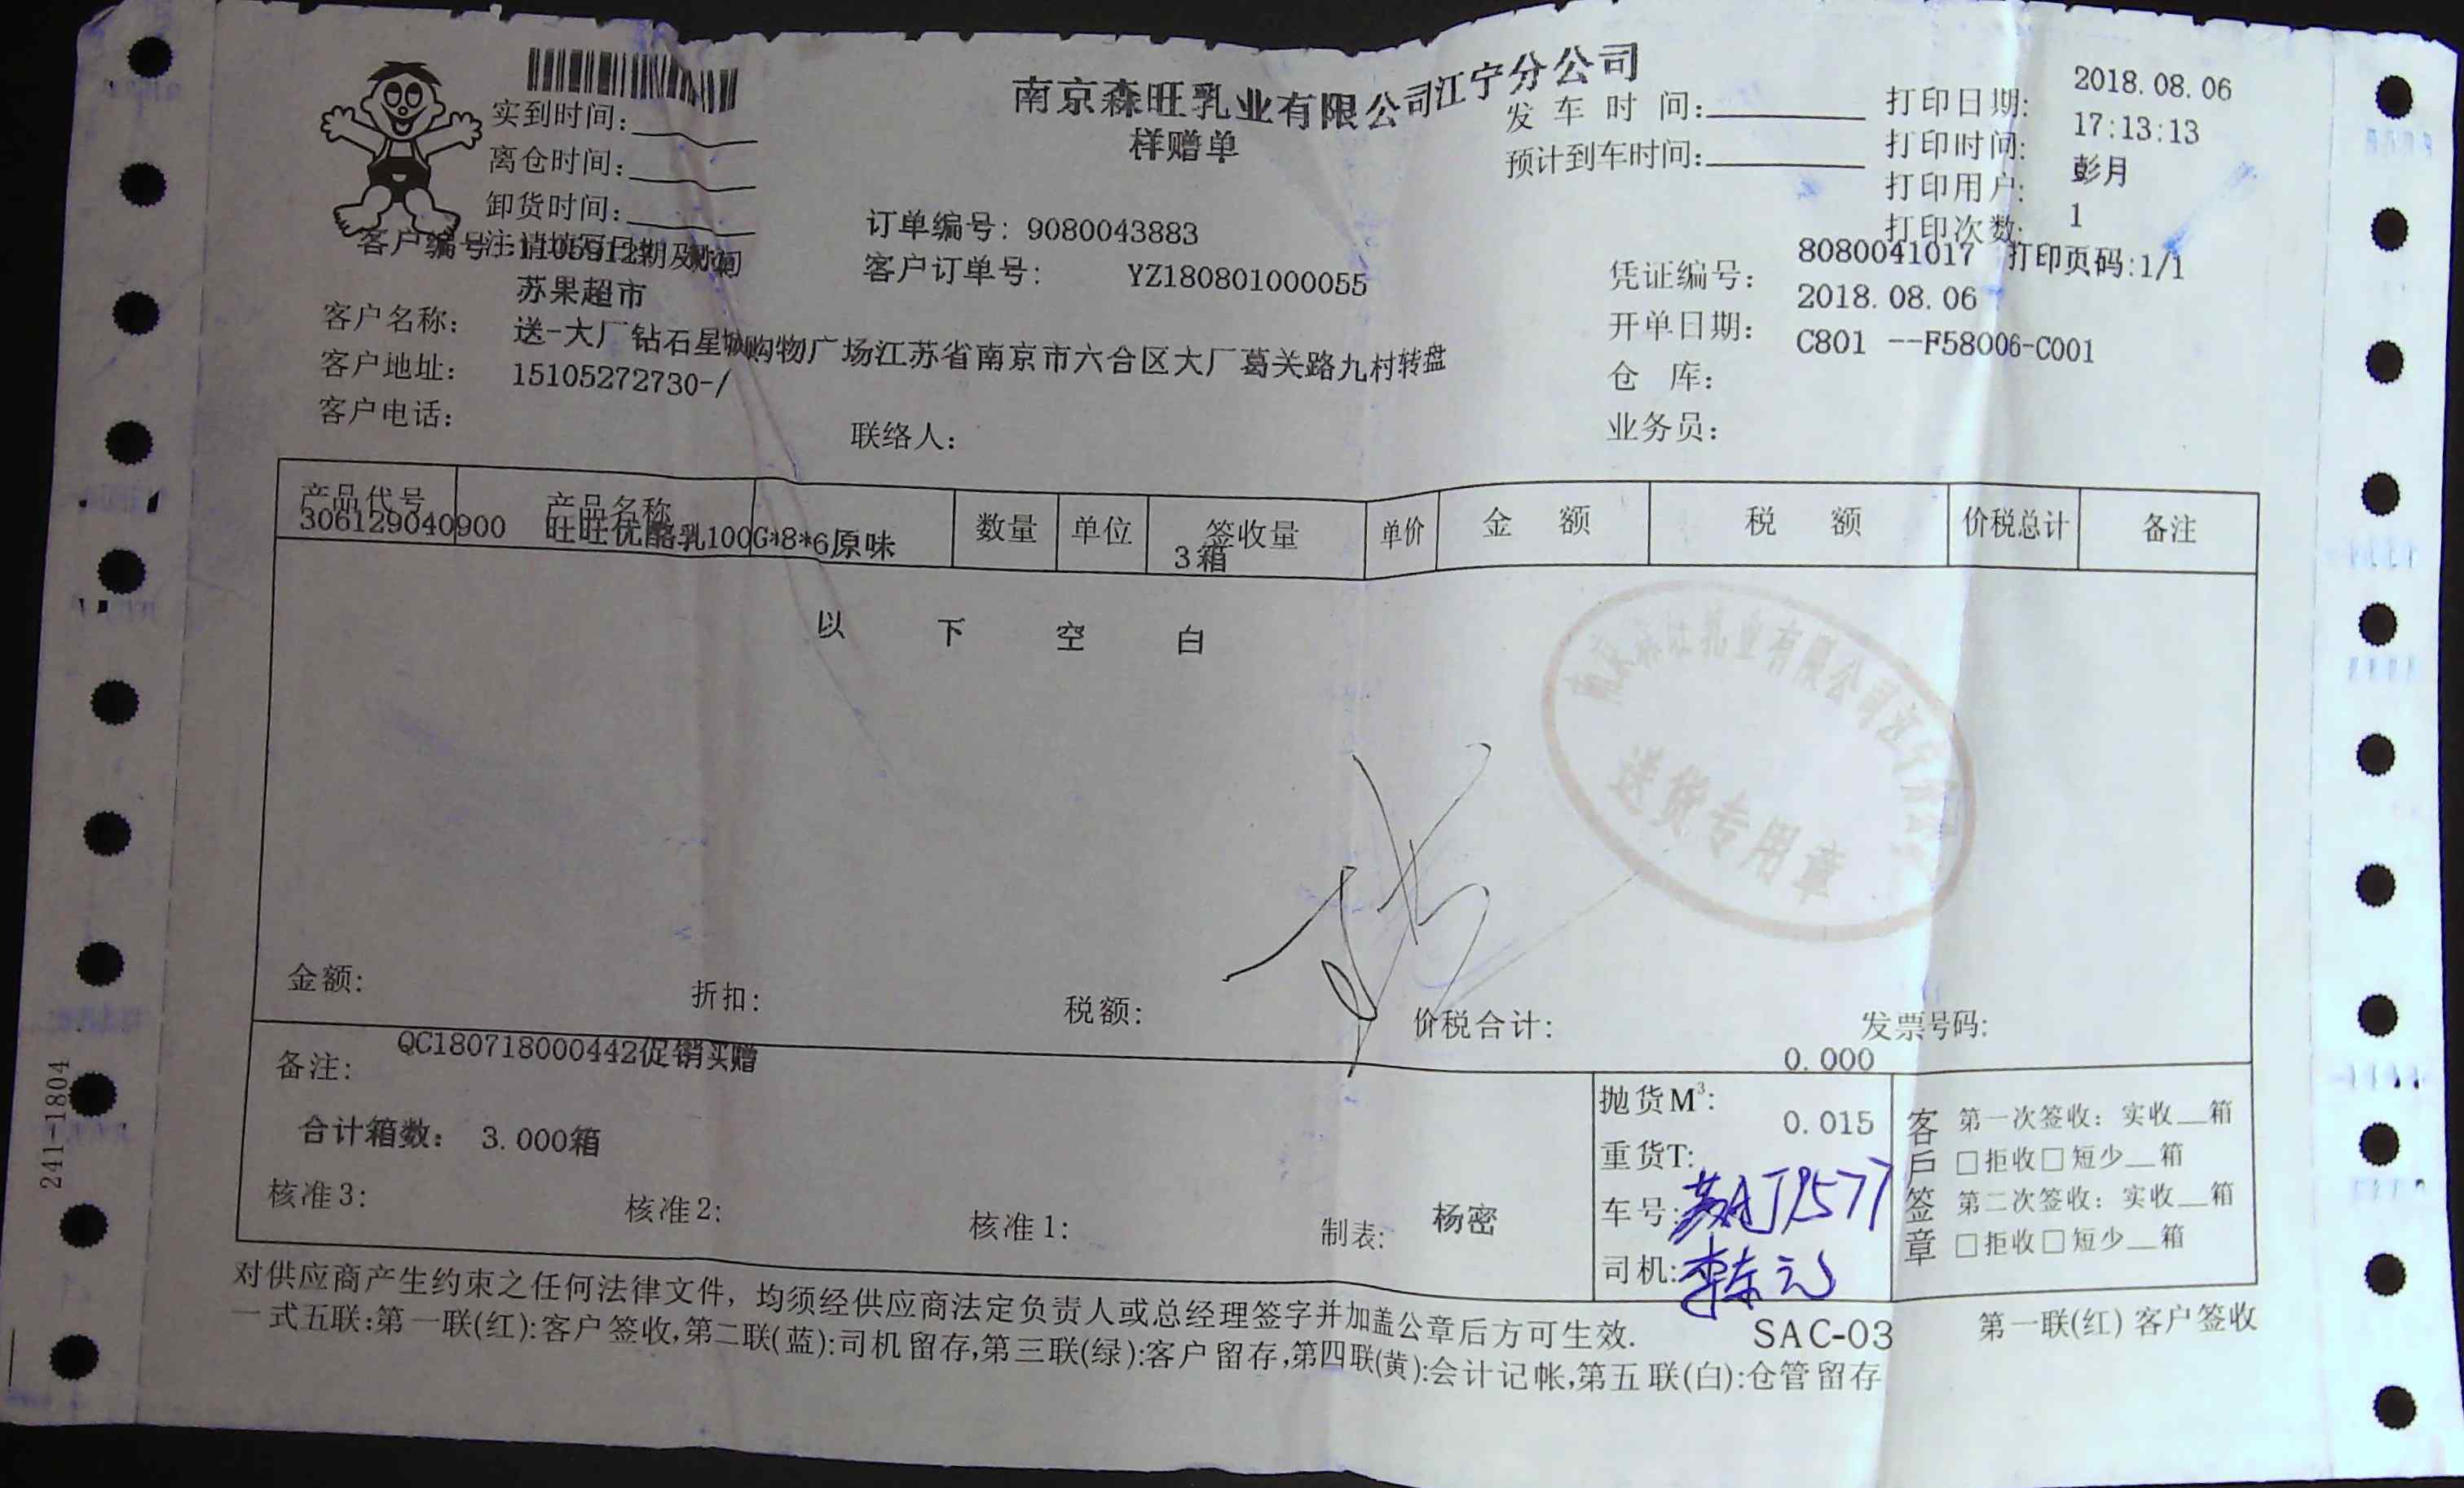 南京森旺乳业有限公司江宁分公司
样赠单
实到时间:
离仓时间:
卸货时间:
发车时间:
预计到车时间:
打印日期: 2018.08.06
打印时间: 17:13:13
打印用户: 彭月
打印次数: 1
打印页码:1/1
客户编号:
订单编号: 9080043883
客户订单号: YZ180801000055
凭证编号: 8080041017
开单日期: 2018.08.06
仓库: C801 --F58006-C001
业务员:
客户名称: 苏果超市
客户地址: 送-大厂钻石星城购物广场江苏省南京市六合区大厂葛关路九村转盘
客户电话: 15105272730-/
联络人:
产品代号 产品名称 数量 单位 签收量 单价 金额 税额 价税总计 备注
306129040900 旺旺优酪乳100G*8*6原味 3箱
以下空白
南京森旺乳业有限公司江宁分公司
送货专用章
金额: 折扣: 税额: 价税合计: 发票号码:
备注: QC180718000442促销买赠
合计箱数: 3.000箱
核准3: 核准2: 核准1: 制表: 杨密
抛货M³: 0.000
重货T: 0.015
车号:
司机:
客户签章
第一次签收: 实收__箱
□拒收□短少__箱
第二次签收: 实收__箱
□拒收□短少__箱
对供应商产生约束之任何法律文件, 均须经供应商法定负责人或总经理签字并加盖公章后方可生效.
SAC-03
第一联(红) 客户签收
一式五联:第一联(红):客户签收,第二联(蓝):司机留存,第三联(绿):客户留存,第四联(黄):会计记帐,第五联(白):仓管留存
241-1804